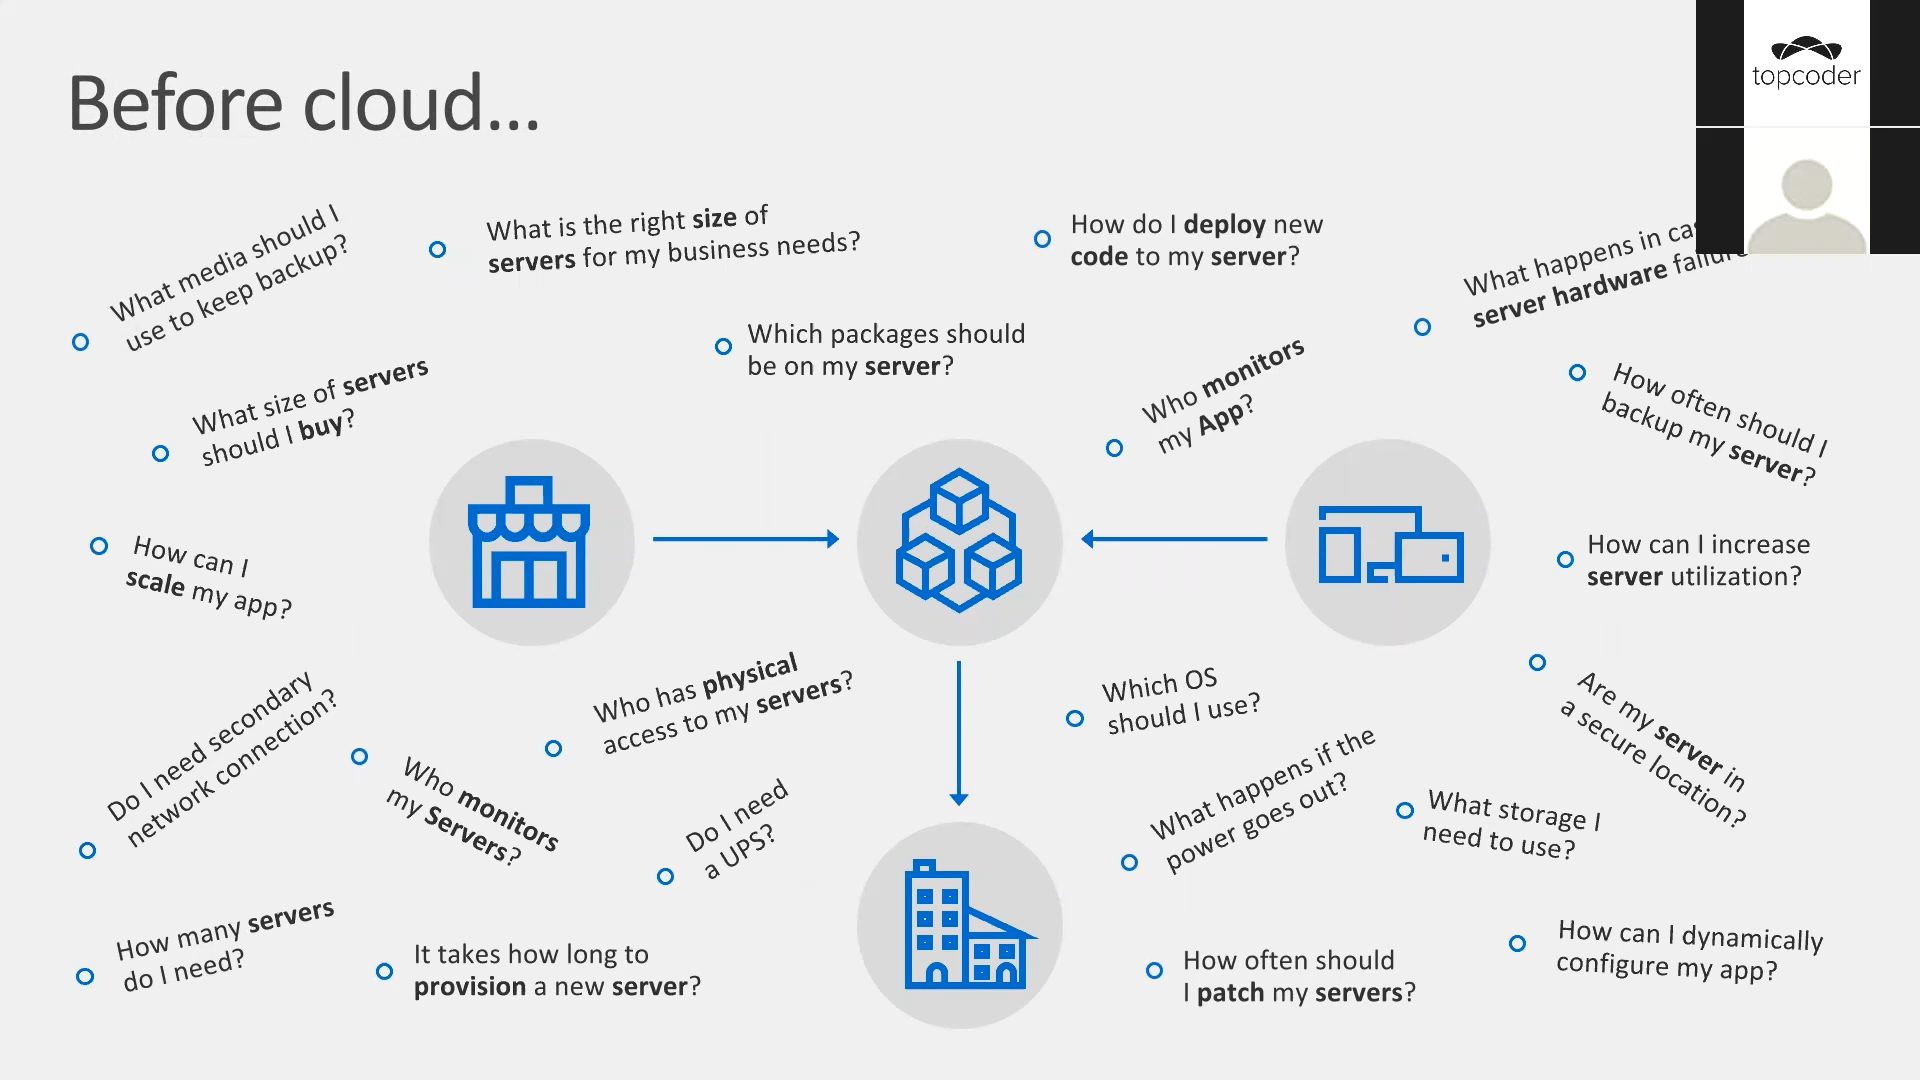 Before cloud...
topcoder
What media should I
use to keep backup?
What is the right size of
servers for my business needs?
How do I deploy new
code to my server?
What happens in
server hardware
Which packages should
be on my server?
Who monitors
my App?
What size of servers
should I buy?
How often should I
backup my server?
How can I
scale my app?
How can I increase
server utilization?
Who has physical
access to my servers?
Which OS
should I use?
Are my server in
a secure location?
Do I need secondary
network connection?
Who monitors
my Servers?
Do I need
a UPS?
What happens if the
power goes out?
What storage I
need to use?
How many servers
do I need?
It takes how long to
provision a new server?
How often should
I patch my servers?
How can I dynamically
configure my app?